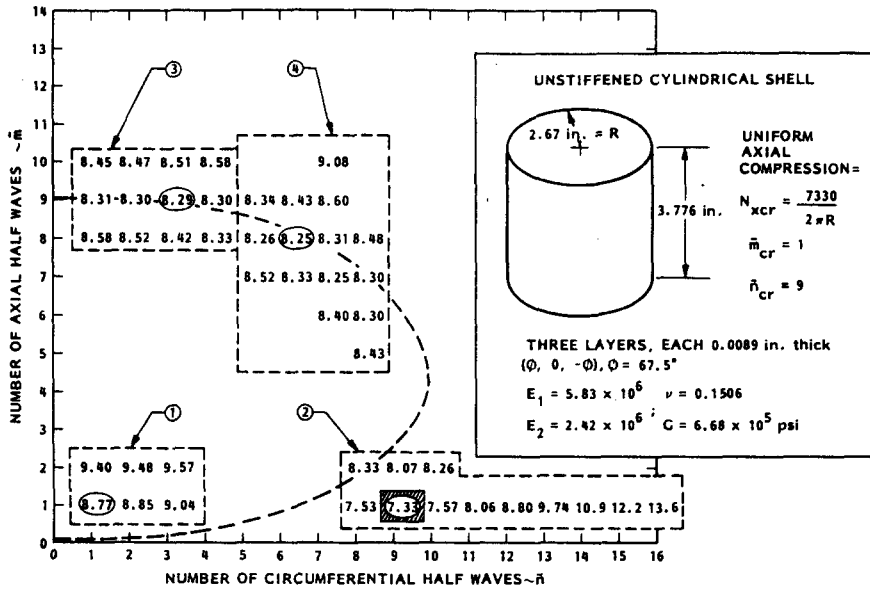 14
13
12
11
10
9
8
7
6
5
4
3
2
1
0
NUMBER OF AXIAL HALF WAVES ~m̄
③
④
8.45 8.47 8.51 8.58
9.08
8.31-8.30 8.29 8.30 8.34 8.43 8.60
8.58 8.52 8.42 8.33 8.26 8.25 8.31 8.48
8.52 8.33 8.25 8.30
8.40 8.30
8.43
①
②
9.40 9.48 9.57
8.33 8.07 8.26
8.77 8.85 9.04
7.53 7.33 7.57 8.06 8.80 9.74 10.9 12.2 13.6
0 1 2 3 4 5 6 7 8 9 10 11 12 13 14 15 16
NUMBER OF CIRCUMFERENTIAL HALF WAVES~n̄
UNSTIFFENED CYLINDRICAL SHELL
2.67 in. = R
3.776 in.
UNIFORM
AXIAL
COMPRESSION=
N_xcr = 7330 / 2πR
m̄_cr = 1
n̄_cr = 9
THREE LAYERS, EACH 0.0089 in. thick
(φ, 0, -φ), φ = 67.5°
E₁ = 5.83 x 10⁶ ν = 0.1506
E₂ = 2.42 x 10⁶ ; G = 6.68 x 10⁵ psi